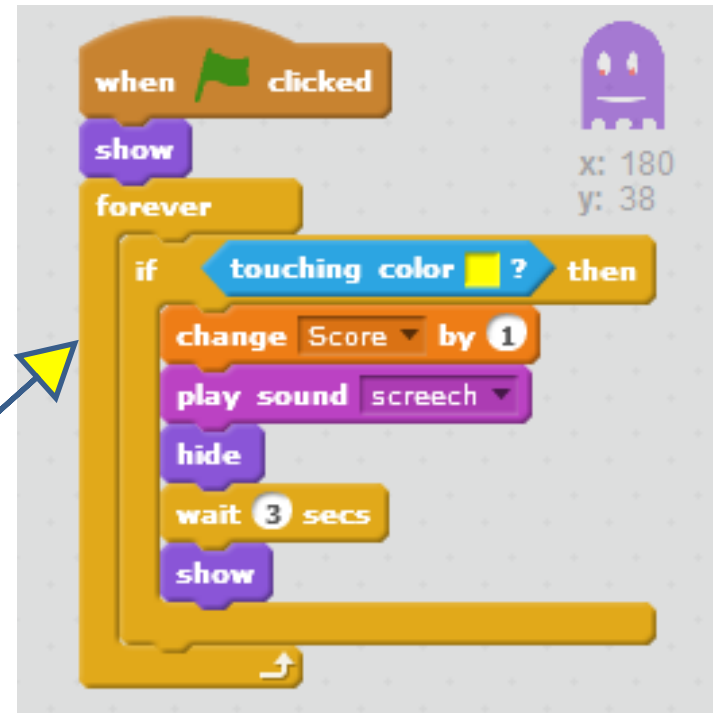 when clicked
show
x: 180
forever
y: 38
if touching color ? then
change Score by 1
play sound screech
hide
wait 3 secs
show